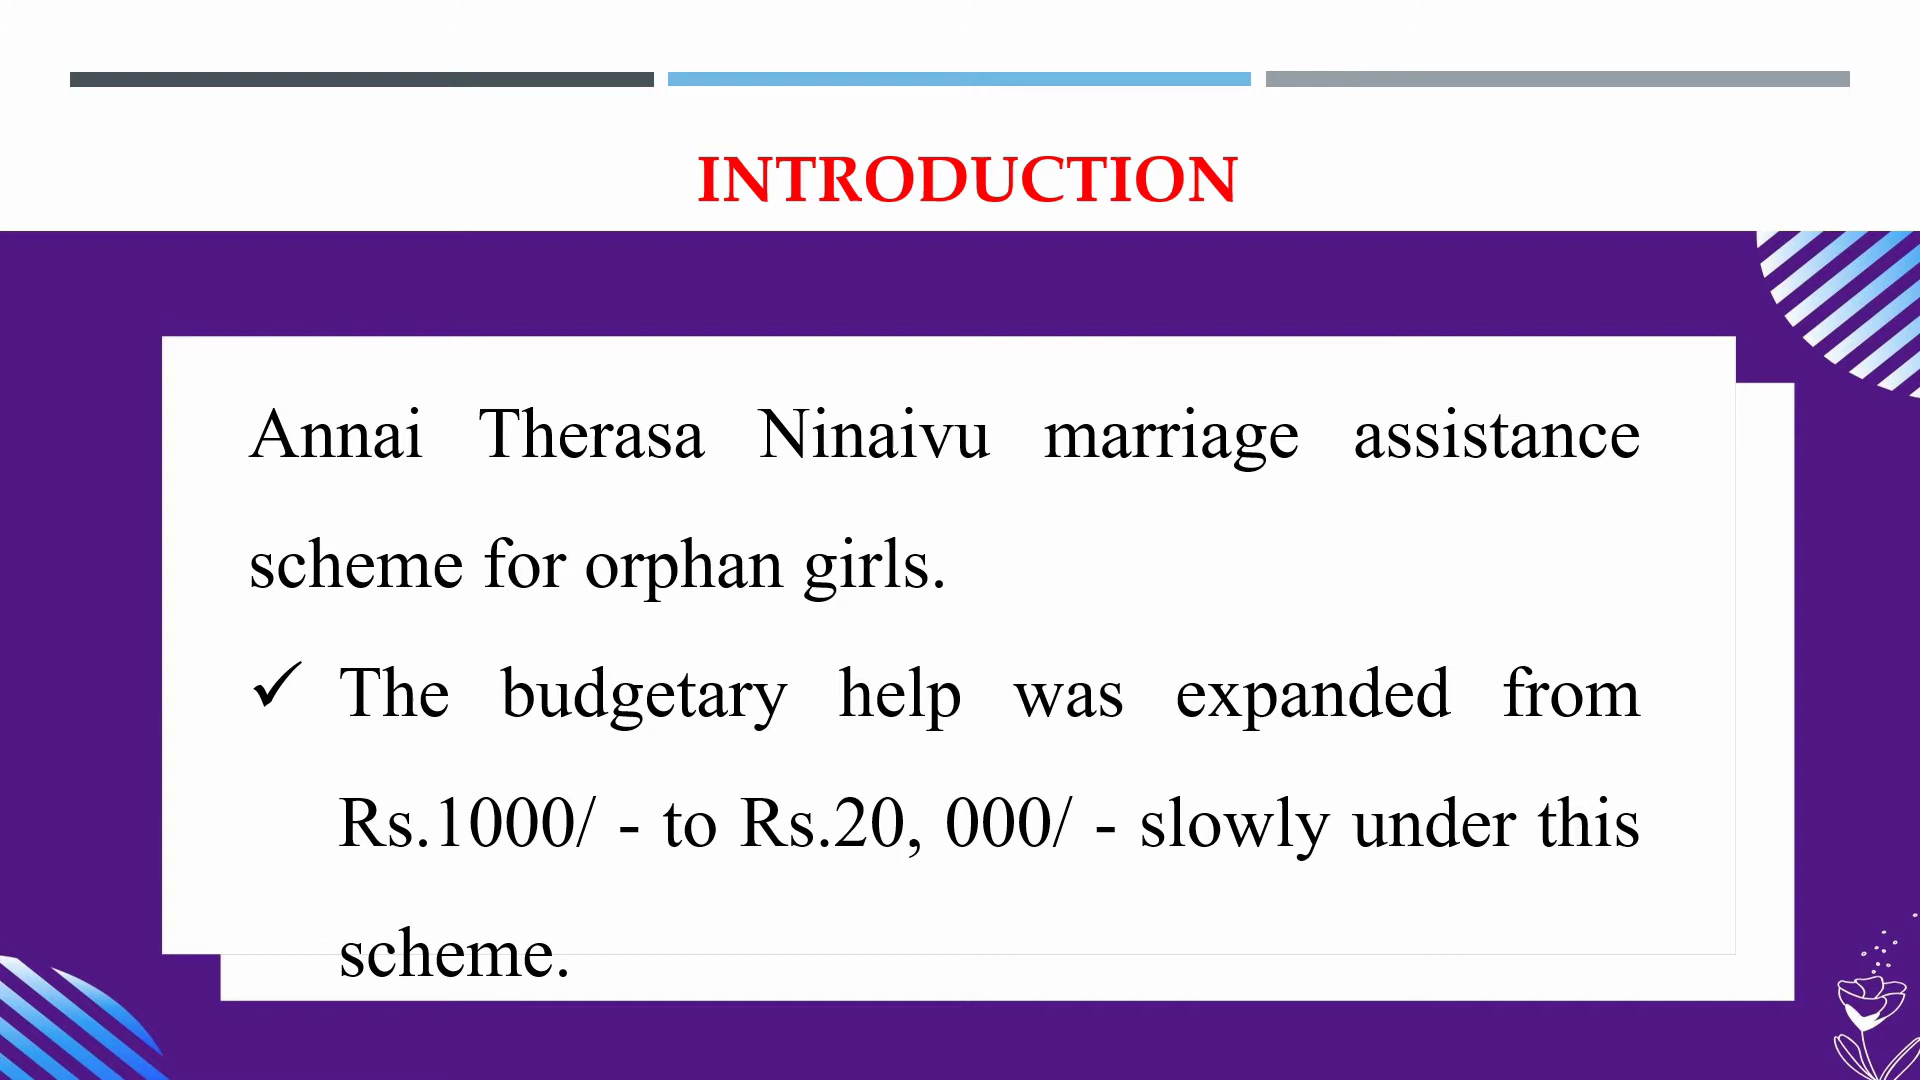 INTRODUCTION
Annai Therasa Ninaivu marriage assistance
scheme for orphan girls.
✓ The budgetary help was expanded from
Rs.1000/ - to Rs.20, 000/ - slowly under this
scheme.